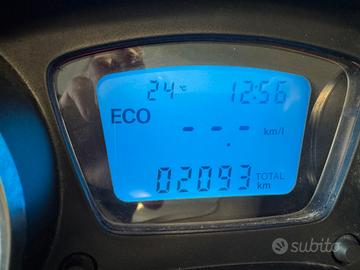 24 °C 12:56
ECO
- - -. km/l
02093 TOTAL km
subito